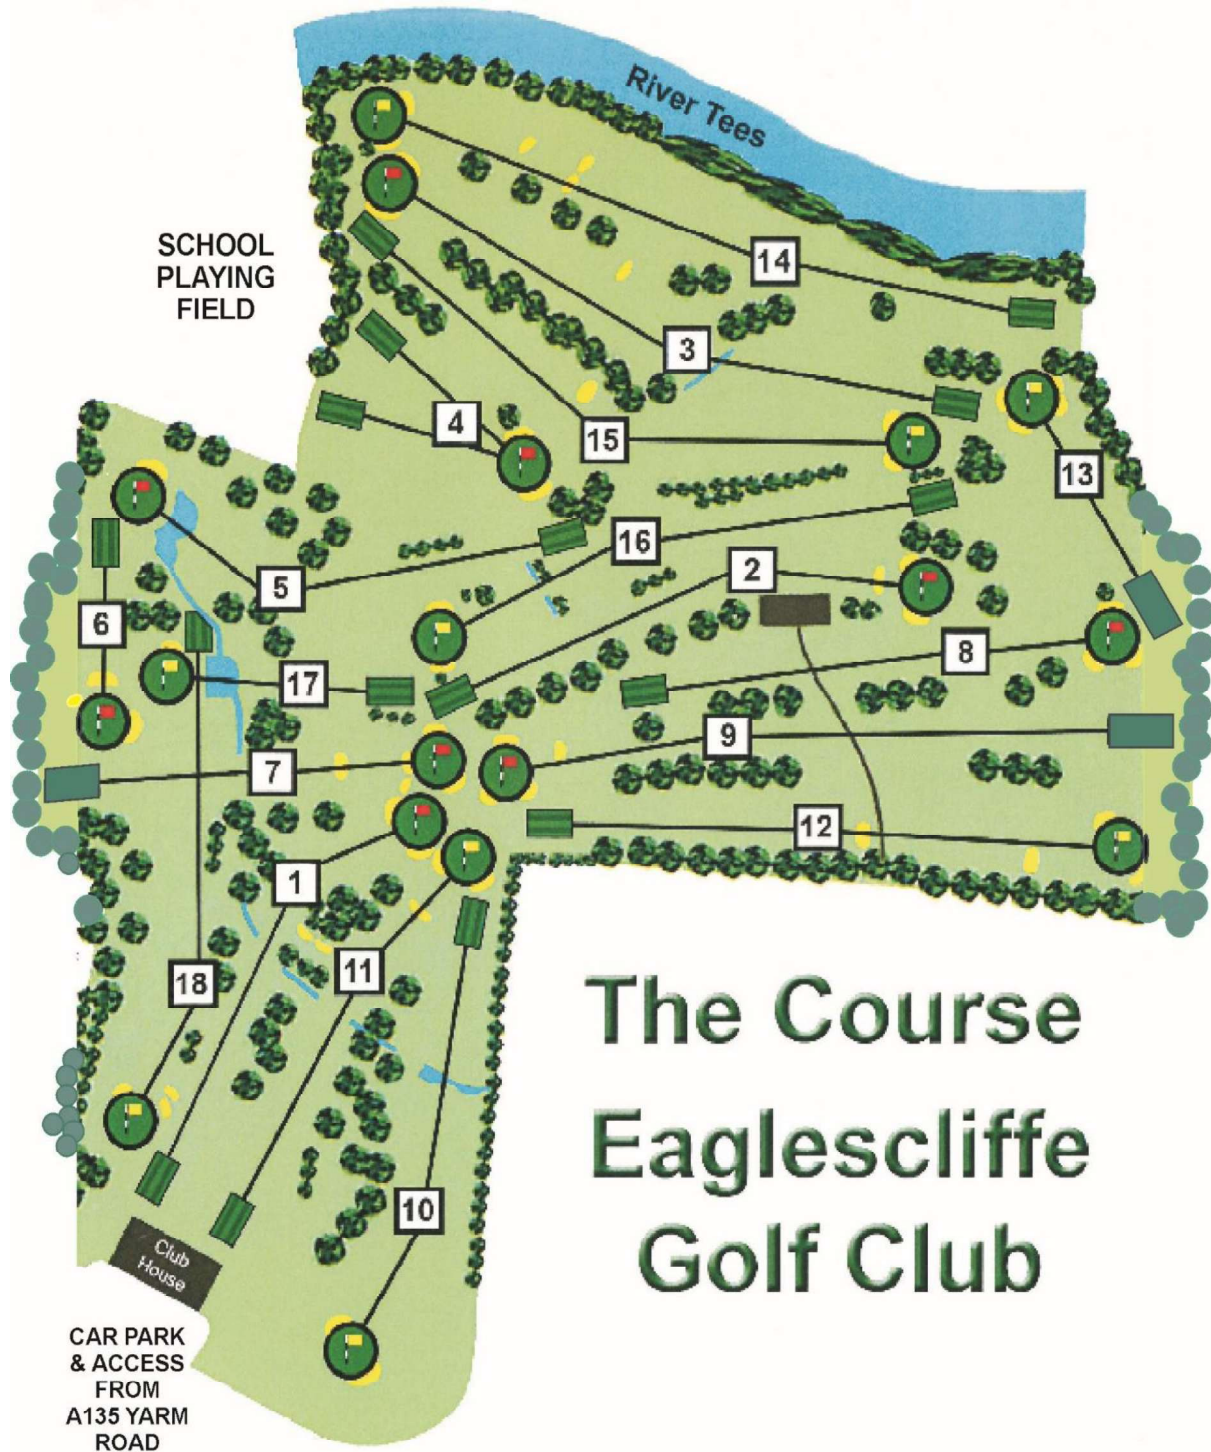 River Tees
SCHOOL
PLAYING
FIELD
14
3
4
15
13
16
2
5
6
8
17
9
7
12
1
11
18
10
The Course
Eaglescliffe
Golf Club
Club
House
CAR PARK
& ACCESS
FROM
A135 YARM
ROAD